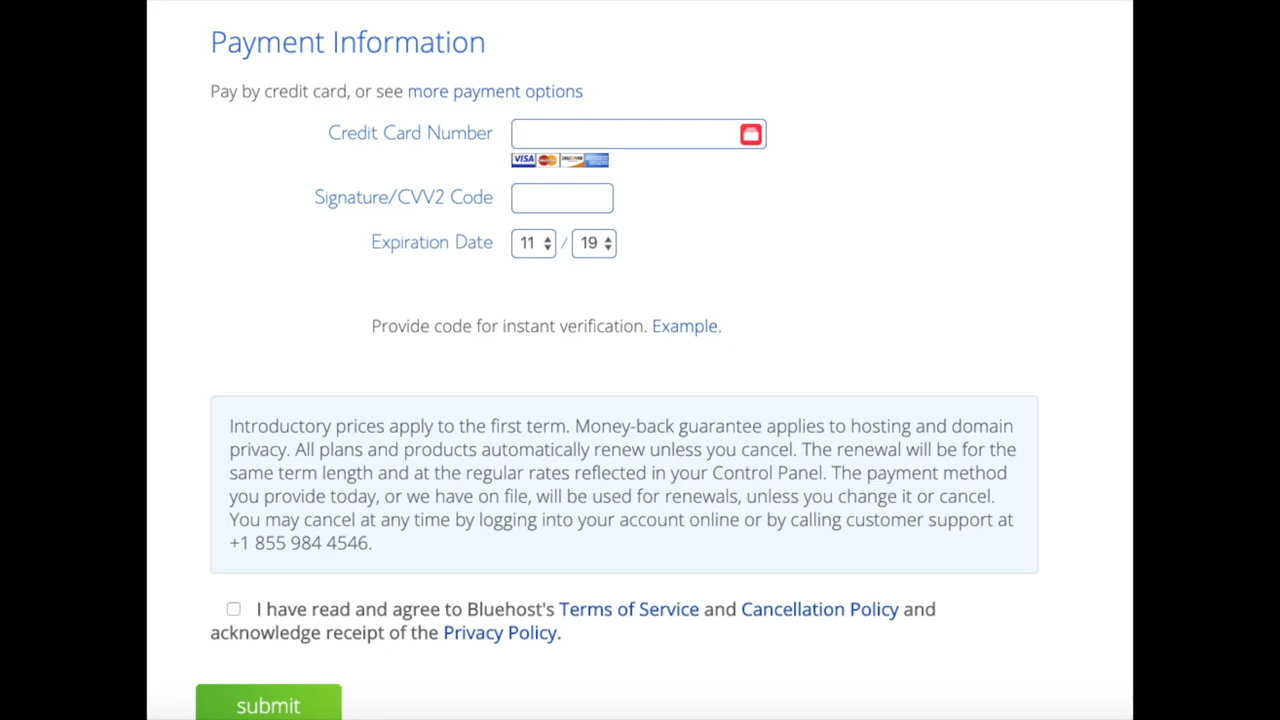 Payment Information
Pay by credit card, or see more payment options
Credit Card Number
VISA DISCOVER
Signature/CVV2 Code
Expiration Date 11 / 19
Provide code for instant verification. Example.
Introductory prices apply to the first term. Money-back guarantee applies to hosting and domain
privacy. All plans and products automatically renew unless you cancel. The renewal will be for the
same term length and at the regular rates reflected in your Control Panel. The payment method
you provide today, or we have on file, will be used for renewals, unless you change it or cancel.
You may cancel at any time by logging into your account online or by calling customer support at
+1 855 984 4546.
I have read and agree to Bluehost's Terms of Service and Cancellation Policy and
acknowledge receipt of the Privacy Policy.
submit